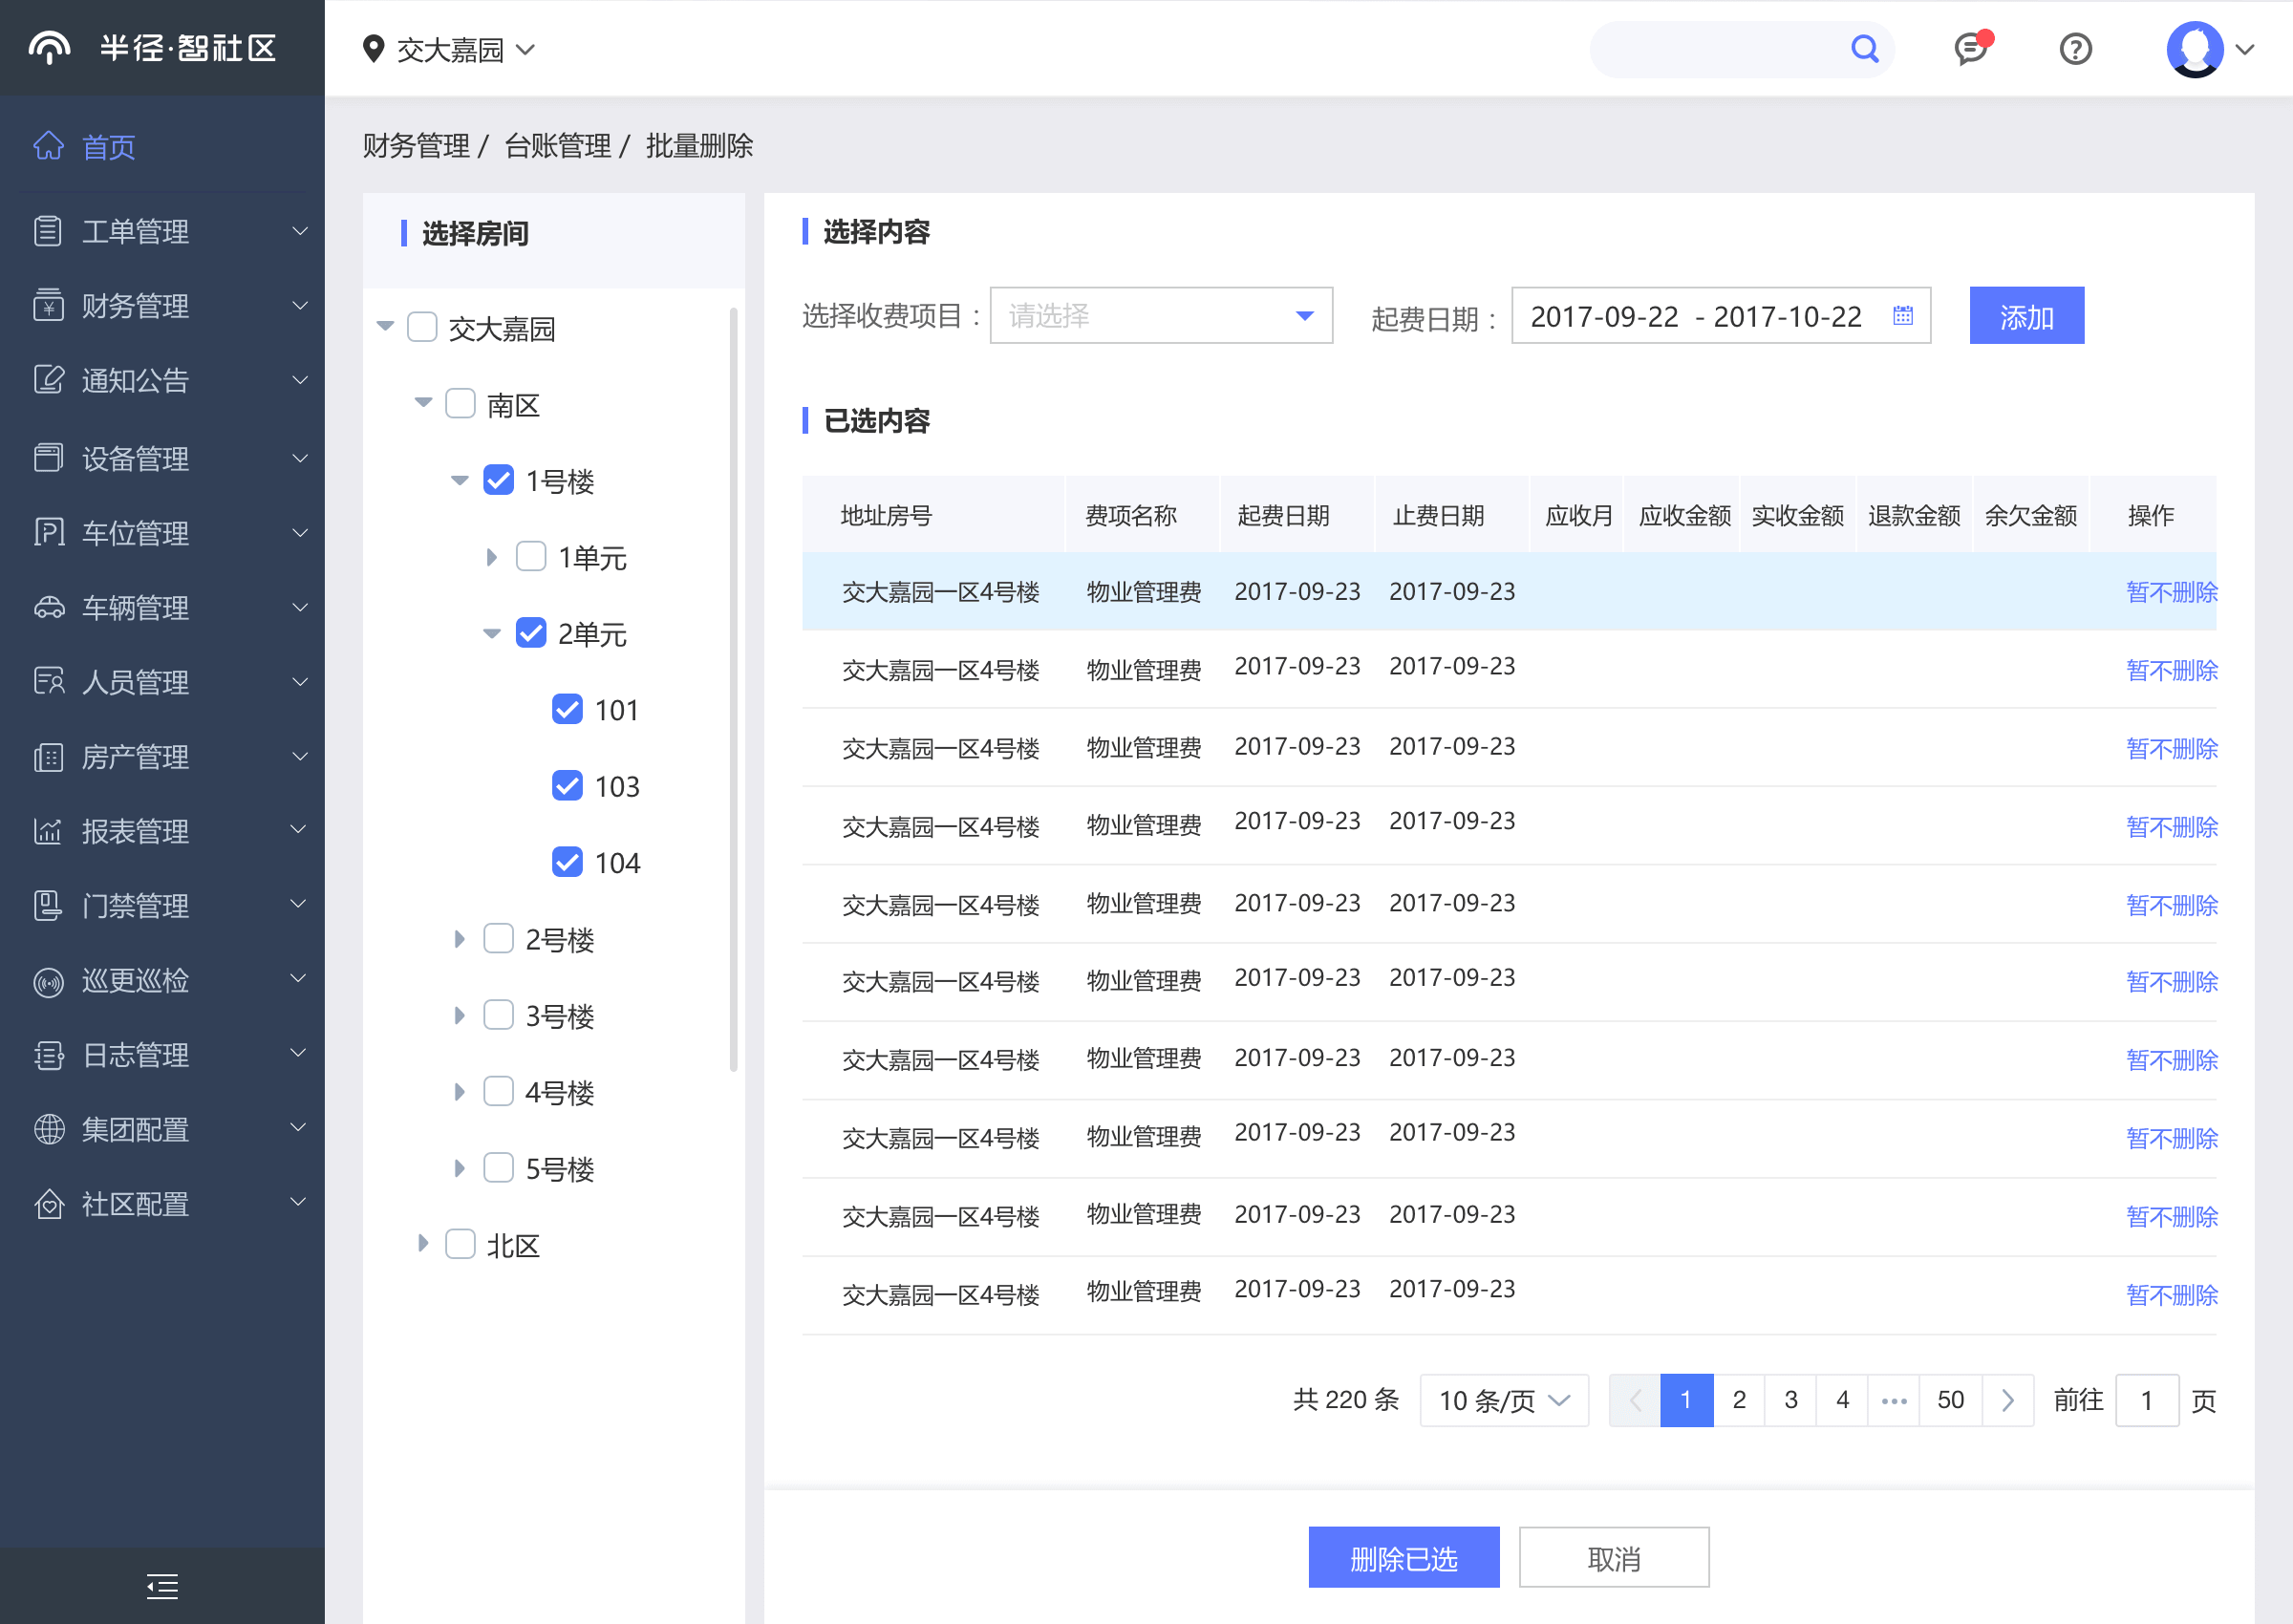 半径·智社区
交大嘉园
首页
工单管理
财务管理
通知公告
设备管理
车位管理
车辆管理
人员管理
房产管理
报表管理
门禁管理
巡更巡检
日志管理
集团配置
社区配置
财务管理 / 台账管理 / 批量删除
选择房间
交大嘉园
南区
1号楼
1单元
2单元
101
103
104
2号楼
3号楼
4号楼
5号楼
北区
选择内容
选择收费项目： 请选择 起费日期： 2017-09-22 - 2017-10-22 添加
已选内容
地址房号 费项名称 起费日期 止费日期 应收月 应收金额 实收金额 退款金额 余欠金额 操作
交大嘉园一区4号楼 物业管理费 2017-09-23 2017-09-23 暂不删除
交大嘉园一区4号楼 物业管理费 2017-09-23 2017-09-23 暂不删除
交大嘉园一区4号楼 物业管理费 2017-09-23 2017-09-23 暂不删除
交大嘉园一区4号楼 物业管理费 2017-09-23 2017-09-23 暂不删除
交大嘉园一区4号楼 物业管理费 2017-09-23 2017-09-23 暂不删除
交大嘉园一区4号楼 物业管理费 2017-09-23 2017-09-23 暂不删除
交大嘉园一区4号楼 物业管理费 2017-09-23 2017-09-23 暂不删除
交大嘉园一区4号楼 物业管理费 2017-09-23 2017-09-23 暂不删除
交大嘉园一区4号楼 物业管理费 2017-09-23 2017-09-23 暂不删除
交大嘉园一区4号楼 物业管理费 2017-09-23 2017-09-23 暂不删除
共 220 条 10 条/页 1 2 3 4 ••• 50 前往 1 页
删除已选 取消